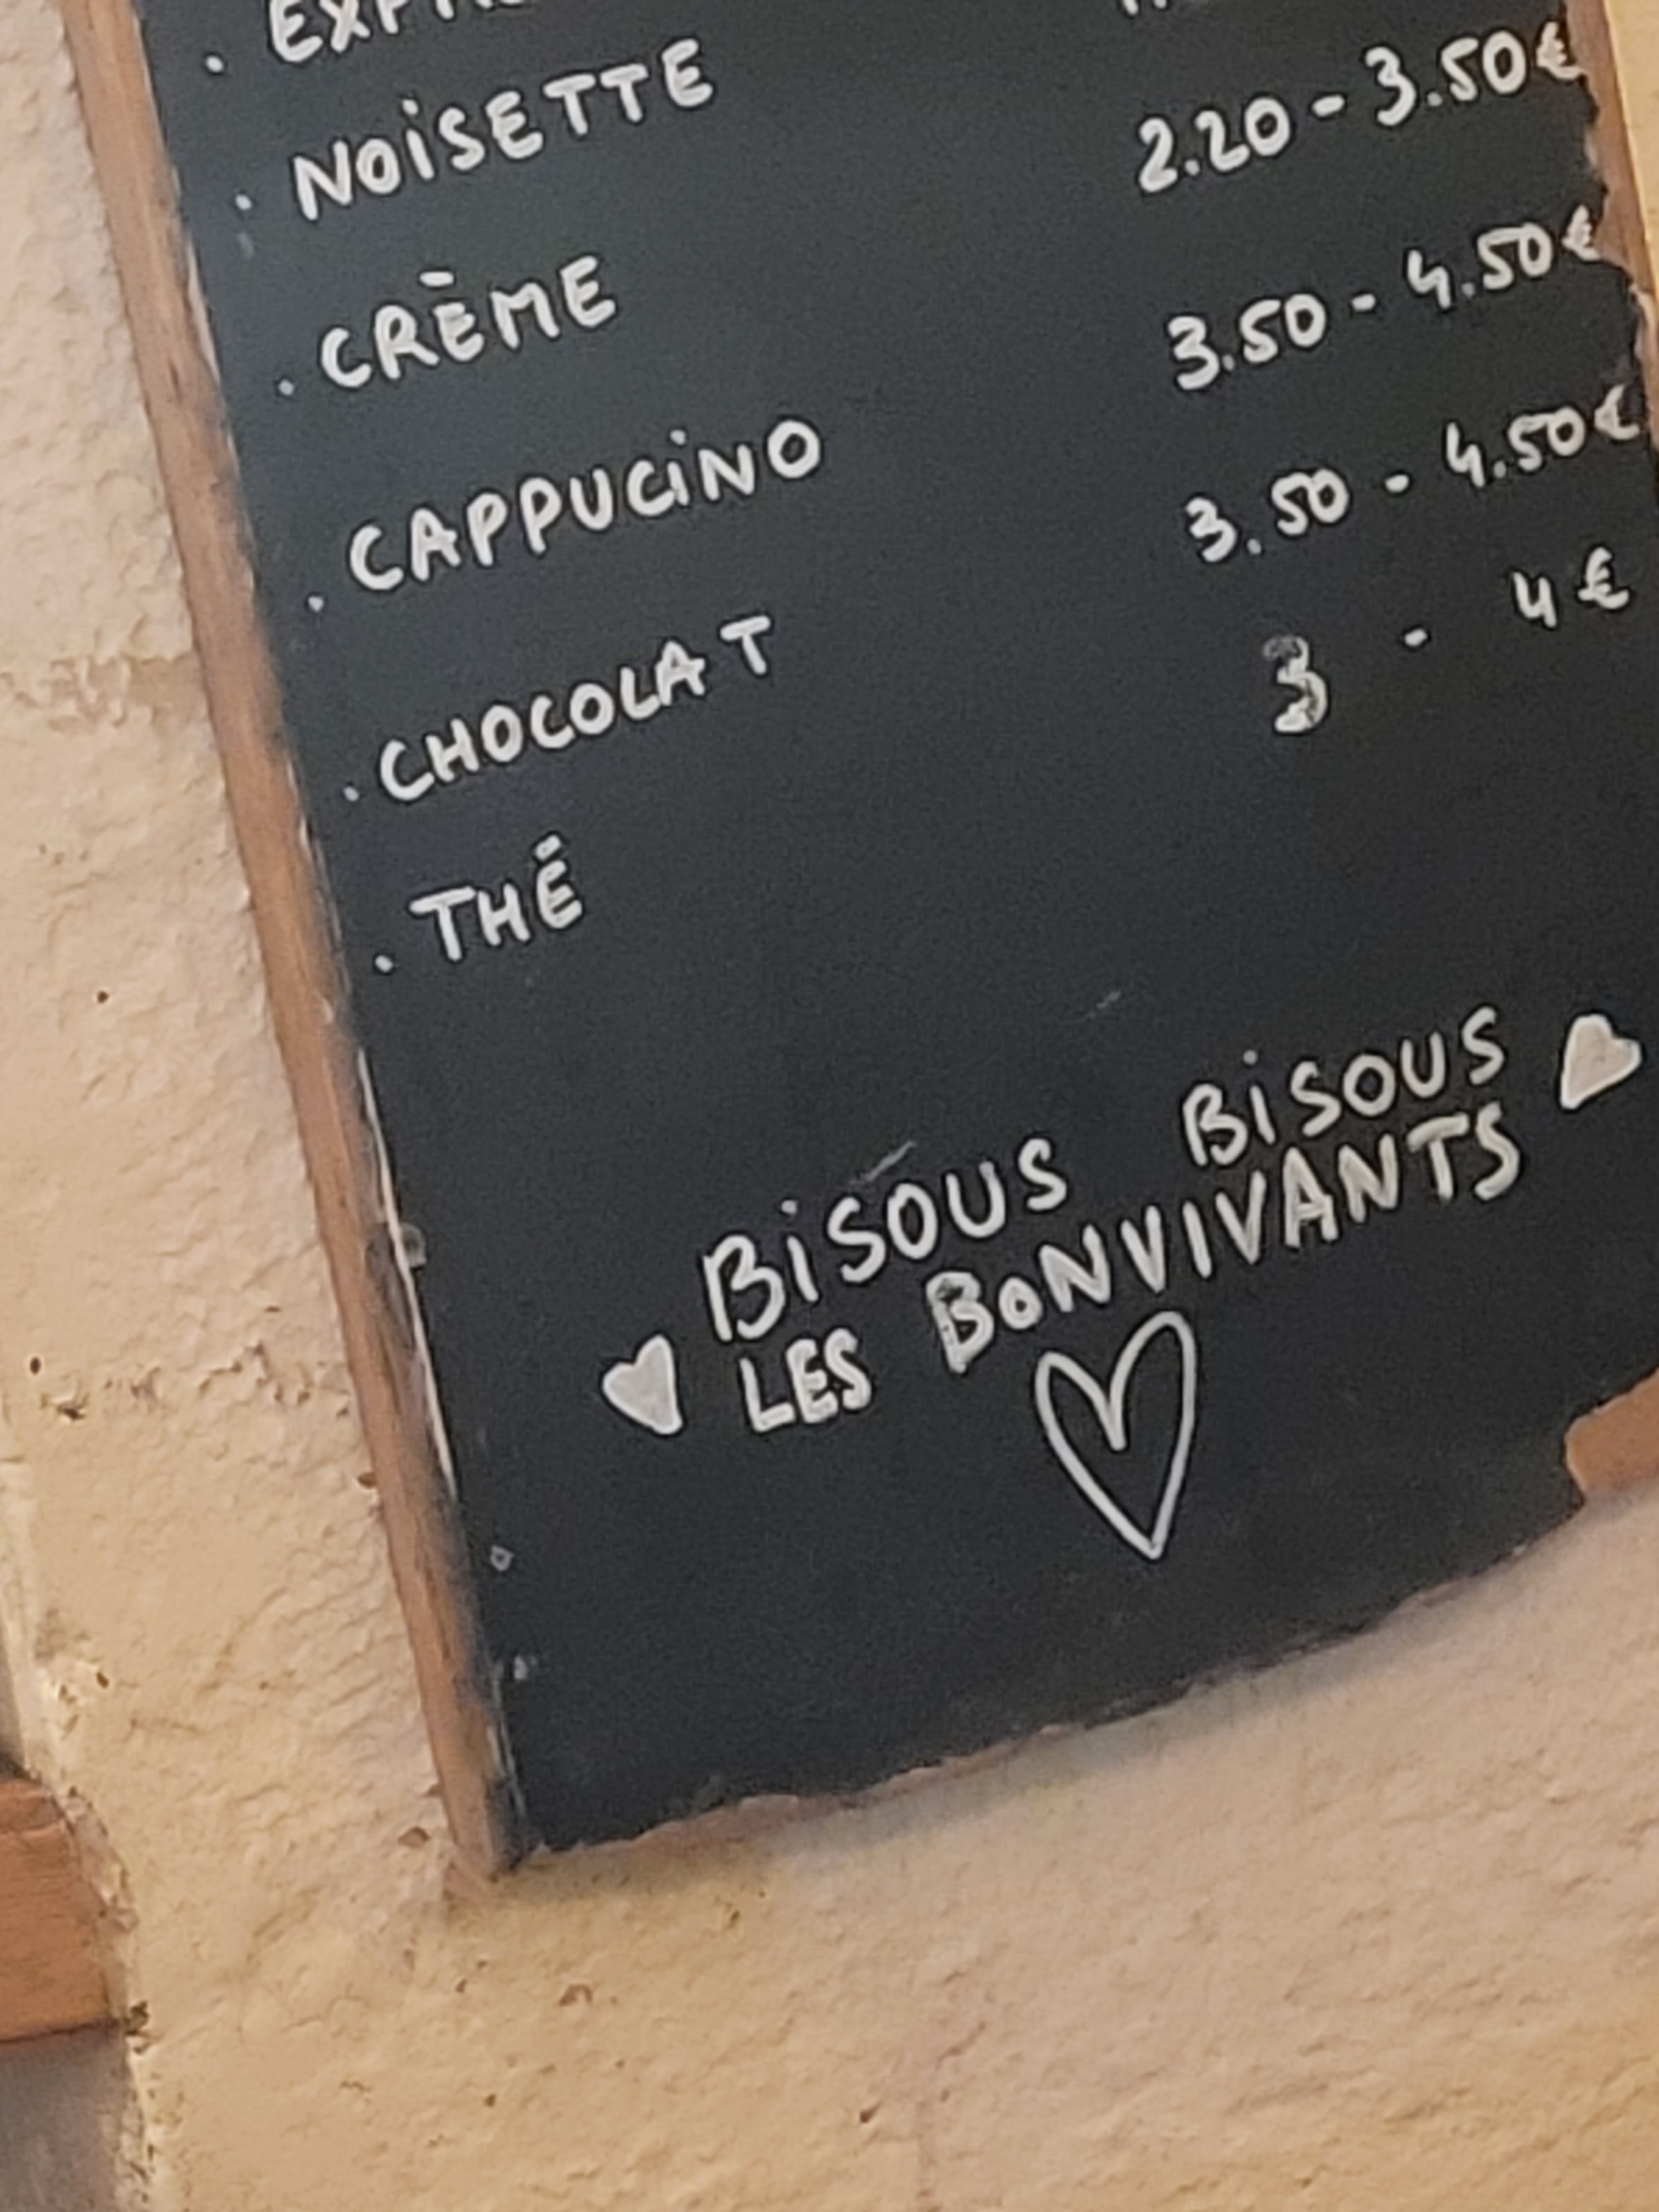 . NOiSETTE
. CRÈME 2.20 - 3.50€
. CAPPUCiNO 3.50 - 4.50€
. CHOCOLAT 3.50 - 4.50€
. THÉ 3 - 4€
BiSOUS BiSOUS
LES BoNVIVANTS